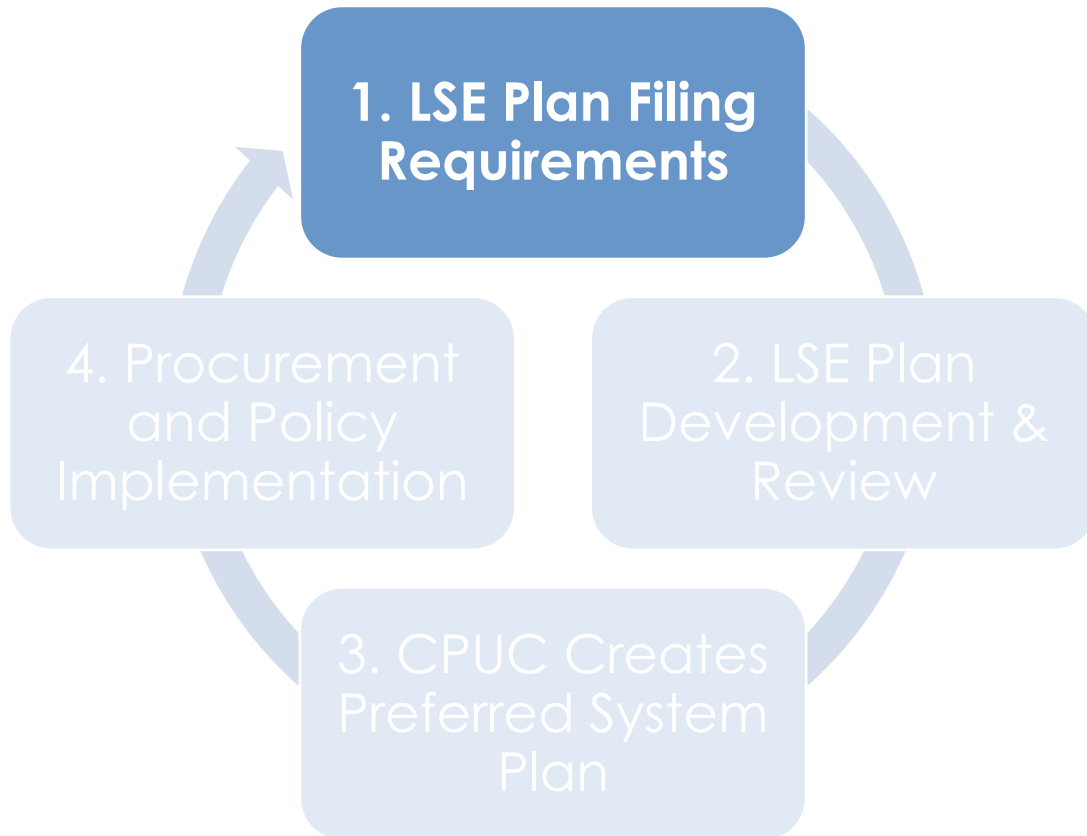 1. LSE Plan Filing
Requirements
2. LSE Plan
Development &
Review
3. CPUC Creates
Preferred System
Plan
4. Procurement
and Policy
Implementation